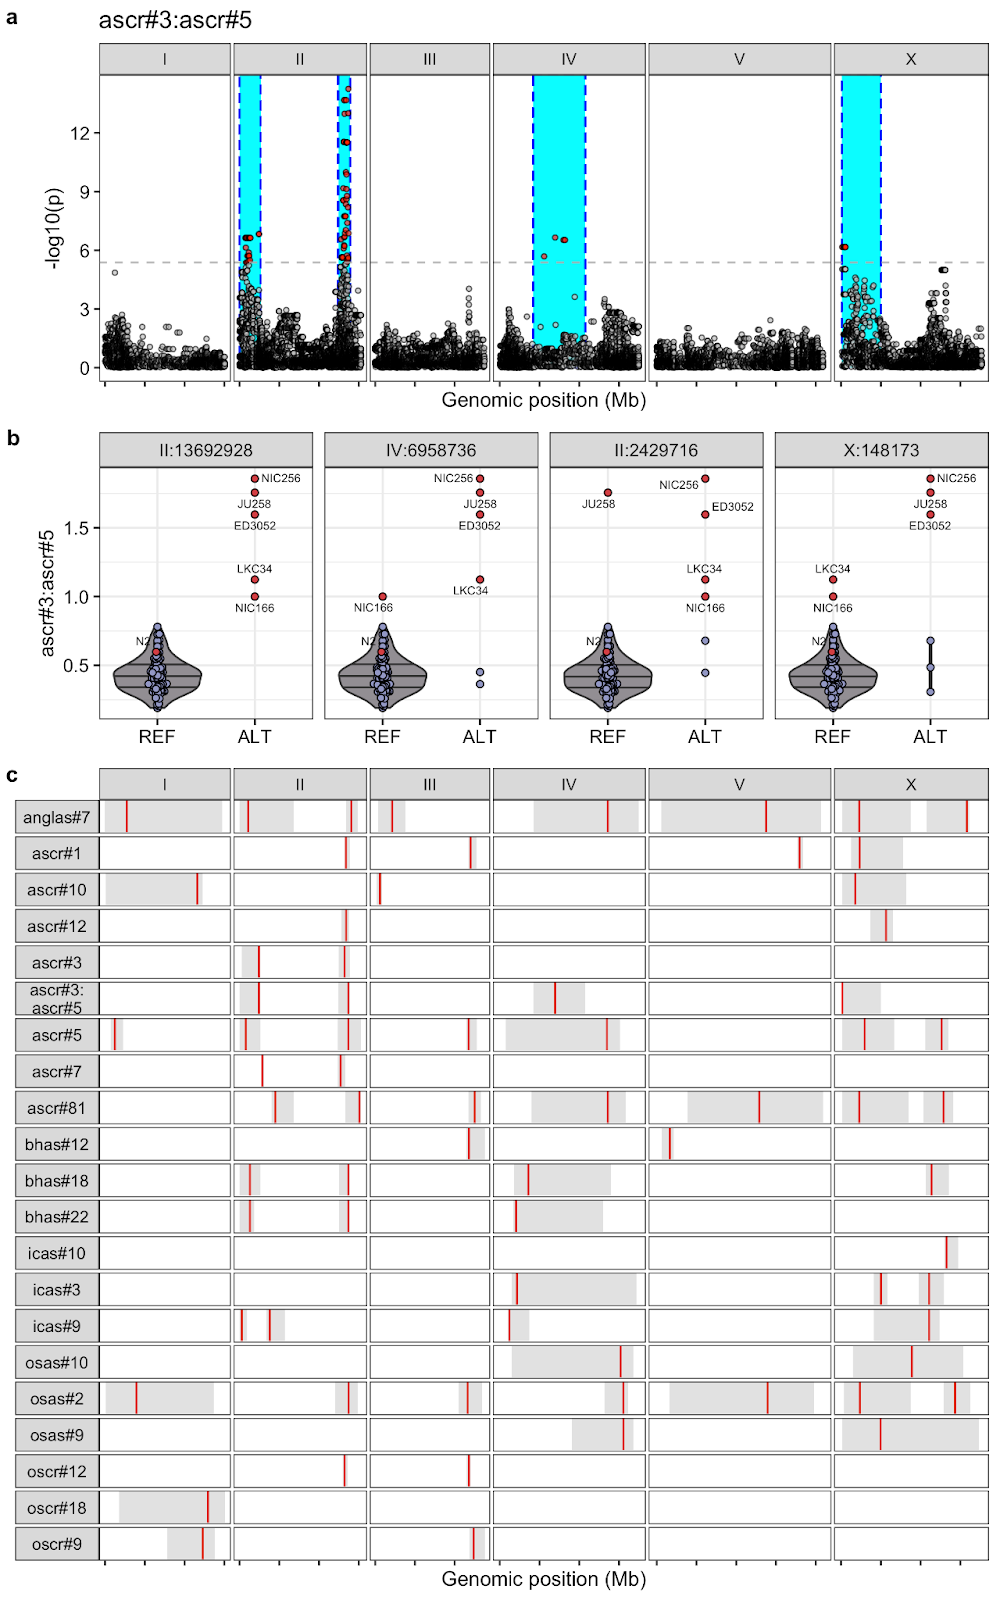 a
ascr#3:ascr#5
I II III IV V X
12
9
6
3
0
-log10(p)
Genomic position (Mb)
b
II:13692928 IV:6958736 II:2429716 X:148173
1.5
1.0
0.5
ascr#3:ascr#5
NIC256
JU258
ED3052
LKC34
NIC166
N2
NIC256
JU258
ED3052
LKC34
NIC166
N2
JU258
NIC256
ED3052
LKC34
NIC166
N2
NIC256
JU258
ED3052
LKC34
NIC166
N2
REF ALT REF ALT REF ALT REF ALT
c
I II III IV V X
anglas#7
ascr#1
ascr#10
ascr#12
ascr#3
ascr#3:
ascr#5
ascr#5
ascr#7
ascr#81
bhas#12
bhas#18
bhas#22
icas#10
icas#3
icas#9
osas#10
osas#2
osas#9
oscr#12
oscr#18
oscr#9
Genomic position (Mb)